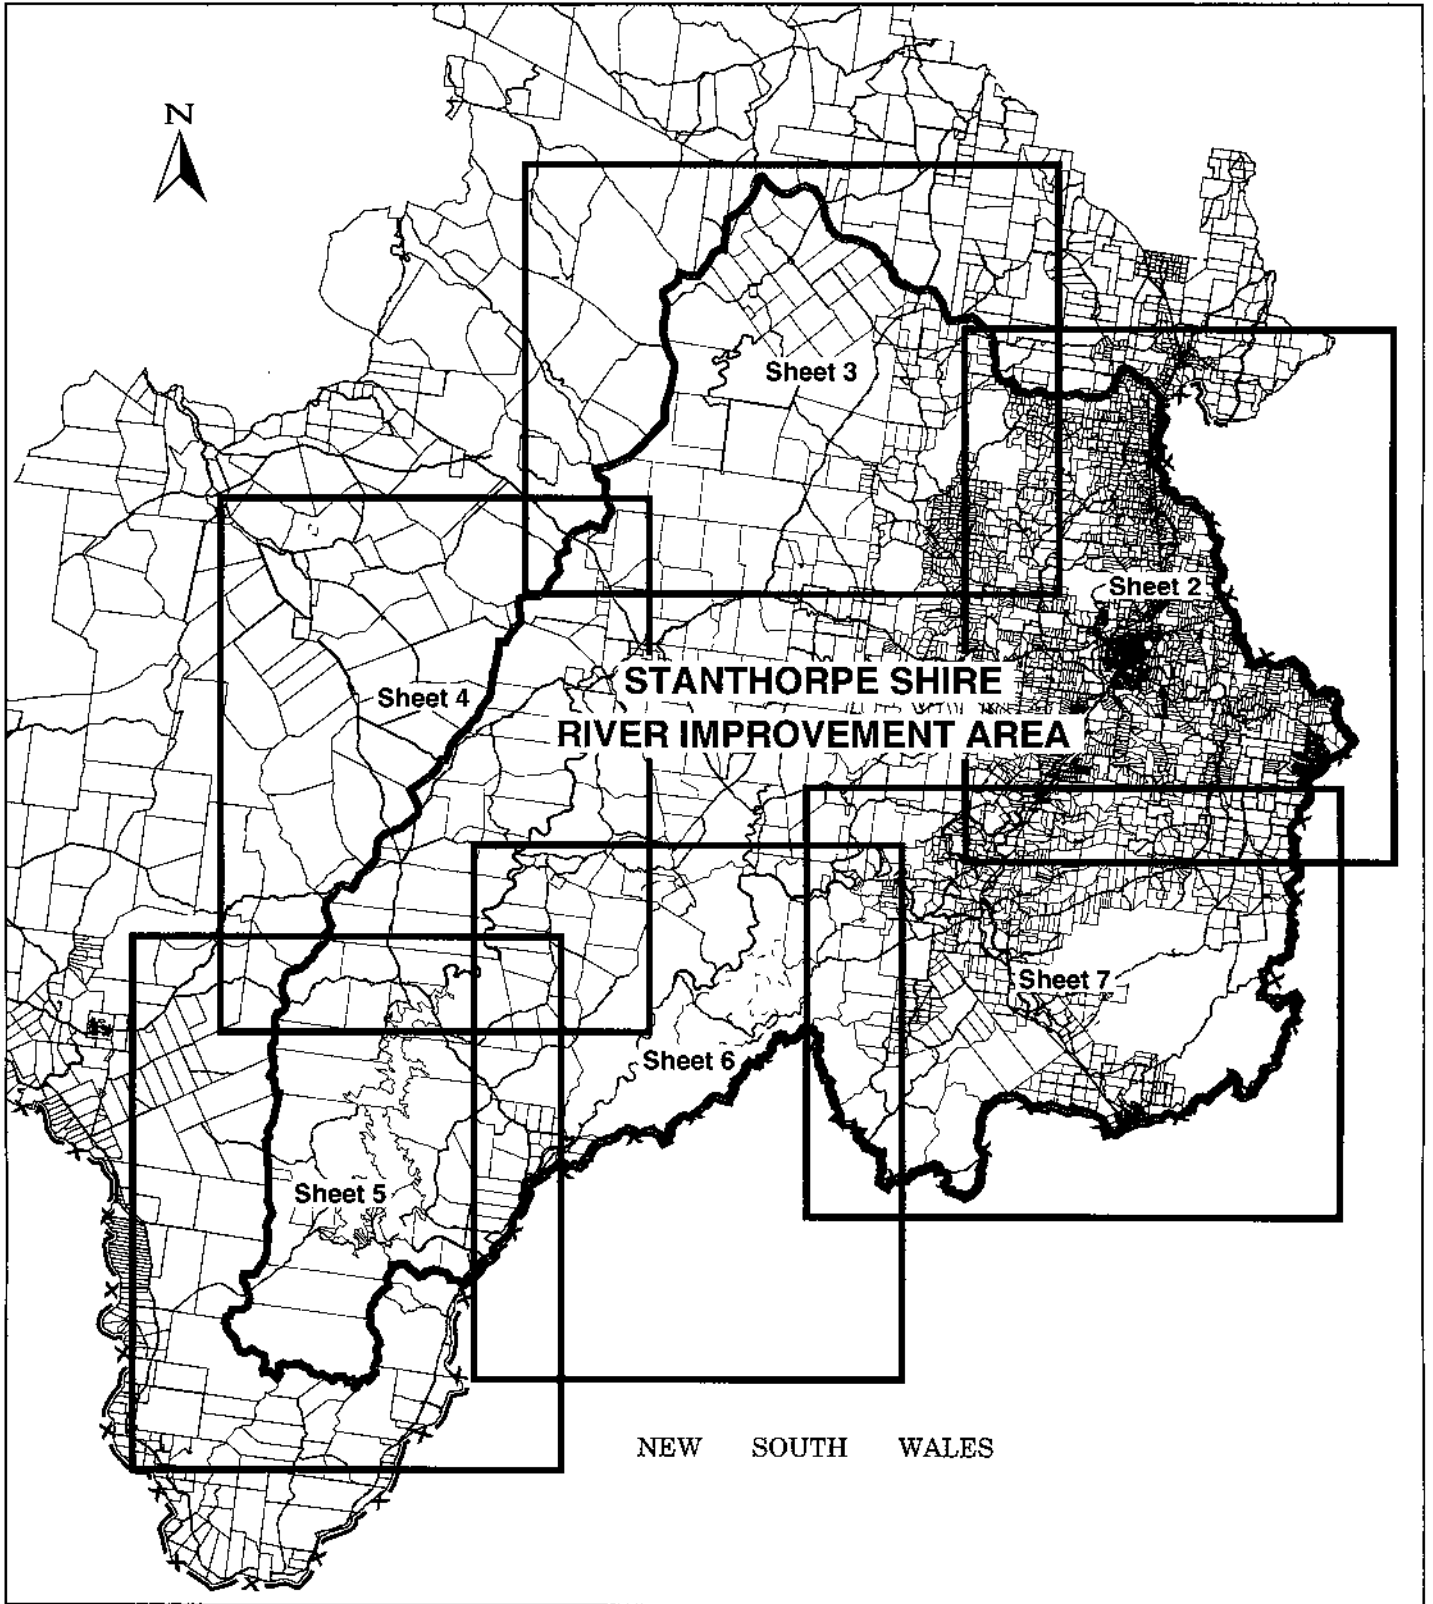 N
Sheet 3
Sheet 2
Sheet 4
STANTHORPE SHIRE
RIVER IMPROVEMENT AREA
Sheet 7
Sheet 6
Sheet 5
NEW SOUTH WALES